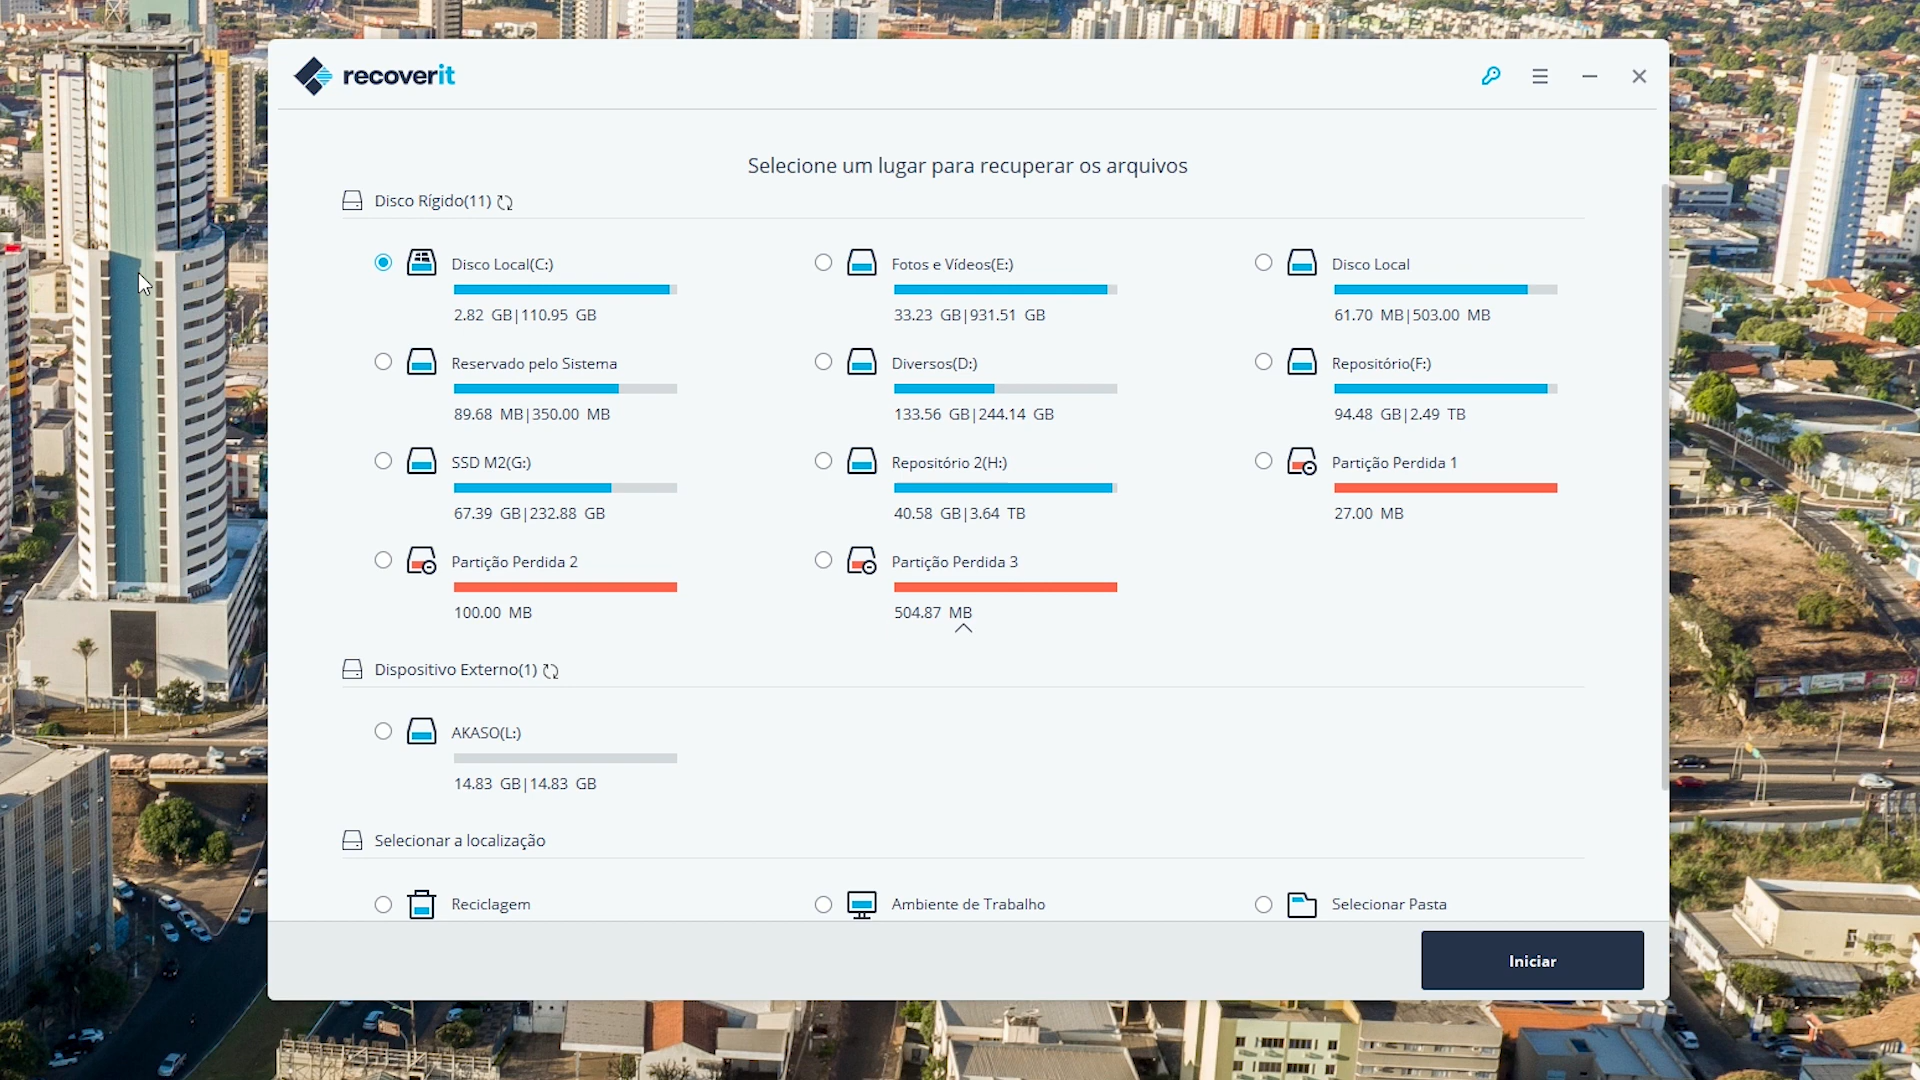 recoverit
Selecione um lugar para recuperar os arquivos
Disco Rígido(11)
Disco Local(C:)
2.82 GB|110.95 GB
Fotos e Vídeos(E:)
33.23 GB|931.51 GB
Disco Local
61.70 MB|503.00 MB
Reservado pelo Sistema
89.68 MB|350.00 MB
Diversos(D:)
133.56 GB|244.14 GB
Repositório(F:)
94.48 GB|2.49 TB
SSD M2(G:)
67.39 GB|232.88 GB
Repositório 2(H:)
40.58 GB|3.64 TB
Partição Perdida 1
27.00 MB
Partição Perdida 2
100.00 MB
Partição Perdida 3
504.87 MB
Dispositivo Externo(1)
AKASO(L:)
14.83 GB|14.83 GB
Selecionar a localização
Reciclagem
Ambiente de Trabalho
Selecionar Pasta
Iniciar